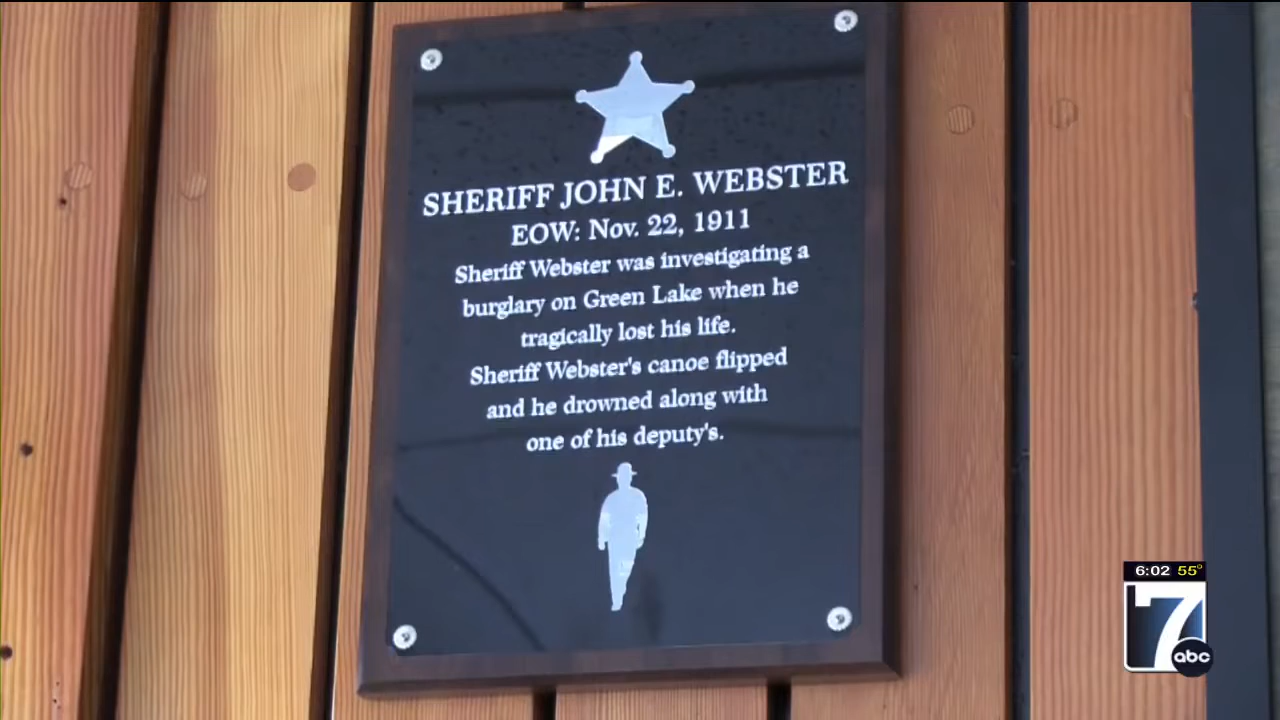 SHERIFF JOHN E. WEBSTER
EOW: Nov. 22, 1911
Sheriff Webster was investigating a
burglary on Green Lake when he
tragically lost his life.
Sheriff Webster's canoe flipped
and he drowned along with
one of his deputy's.
6:02 55°
7
abc